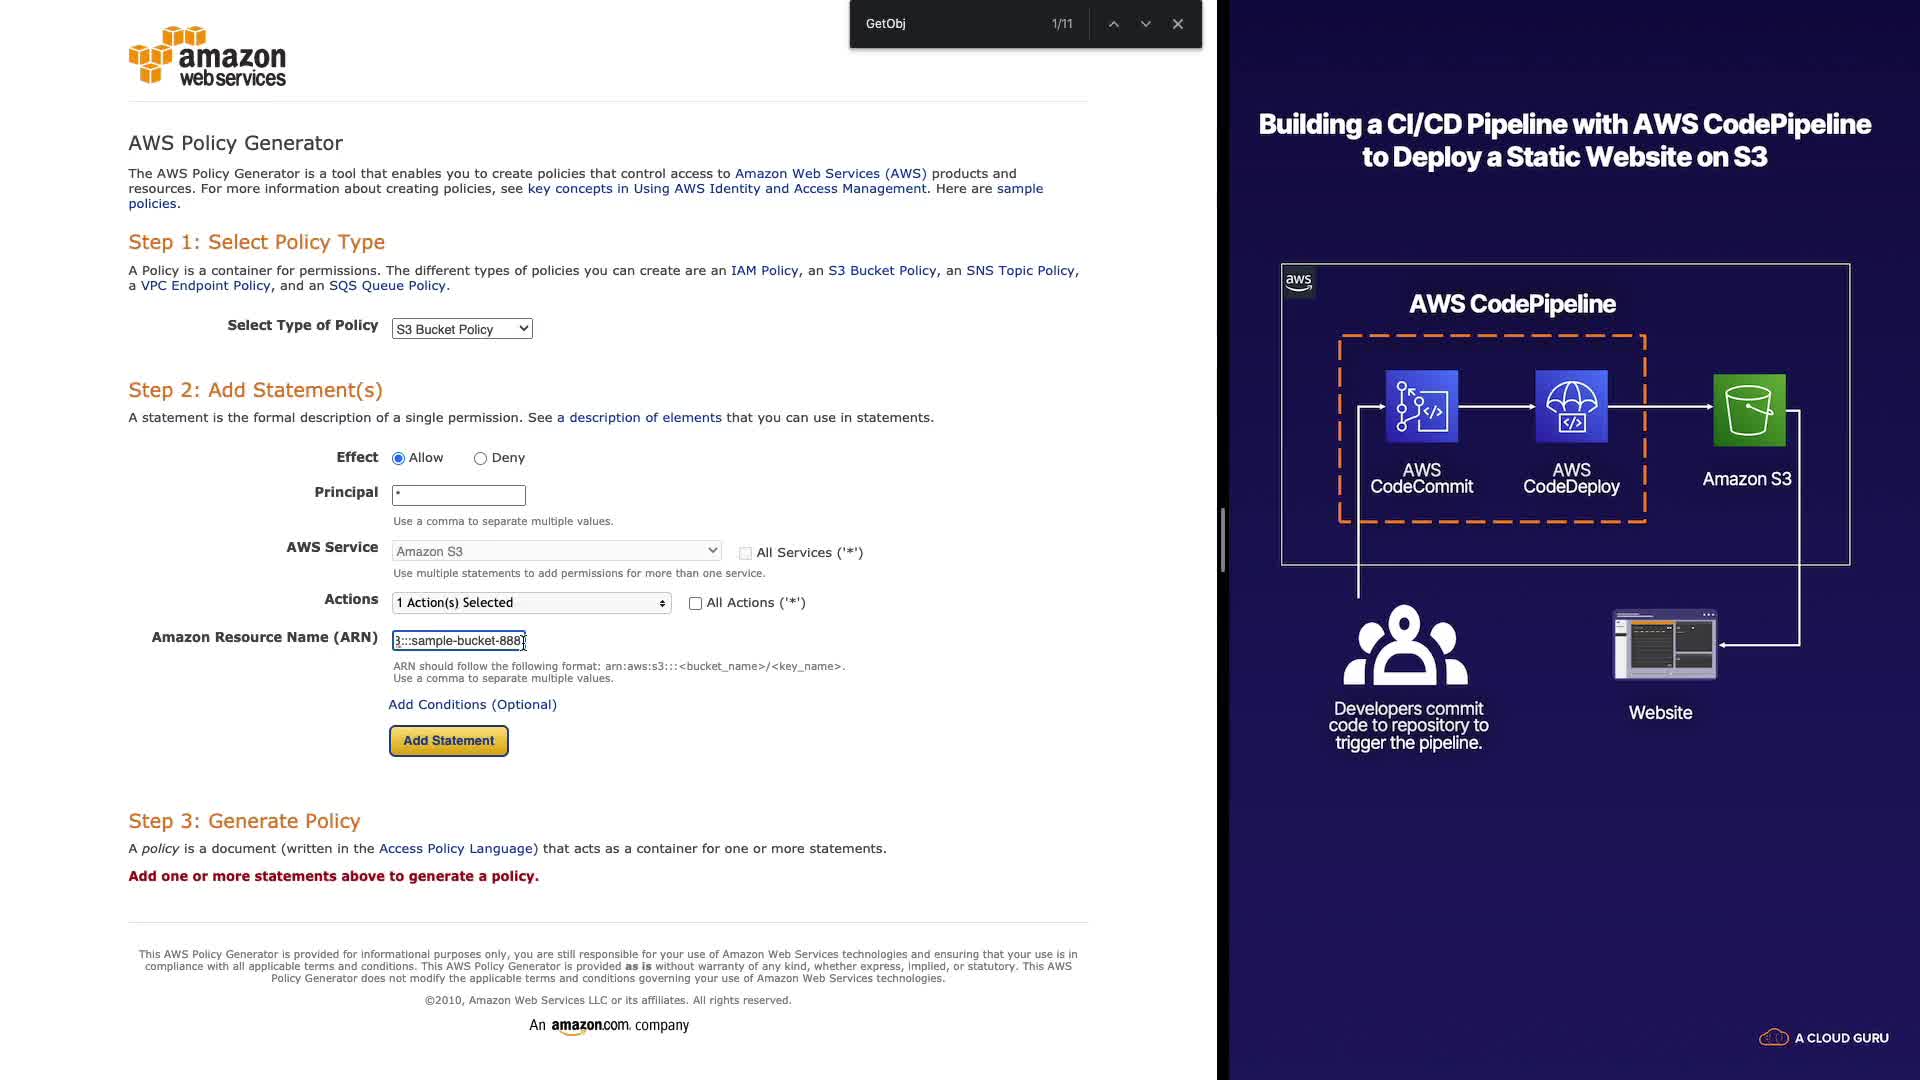 GetObj 1/11
amazon
webservices
AWS Policy Generator
The AWS Policy Generator is a tool that enables you to create policies that control access to Amazon Web Services (AWS) products and
resources. For more information about creating policies, see key concepts in Using AWS Identity and Access Management. Here are sample
policies.
Step 1: Select Policy Type
A Policy is a container for permissions. The different types of policies you can create are an IAM Policy, an S3 Bucket Policy, an SNS Topic Policy,
a VPC Endpoint Policy, and an SQS Queue Policy.
Select Type of Policy S3 Bucket Policy
Step 2: Add Statement(s)
A statement is the formal description of a single permission. See a description of elements that you can use in statements.
Effect Allow Deny
Principal *
Use a comma to separate multiple values.
AWS Service Amazon S3 All Services ('*')
Use multiple statements to add permissions for more than one service.
Actions 1 Action(s) Selected All Actions ('*')
Amazon Resource Name (ARN) 3:::sample-bucket-888
ARN should follow the following format: arn:aws:s3:::<bucket_name>/<key_name>.
Use a comma to separate multiple values.
Add Conditions (Optional)
Add Statement
Step 3: Generate Policy
A policy is a document (written in the Access Policy Language) that acts as a container for one or more statements.
Add one or more statements above to generate a policy.
This AWS Policy Generator is provided for informational purposes only, you are still responsible for your use of Amazon Web Services technologies and ensuring that your use is in
compliance with all applicable terms and conditions. This AWS Policy Generator is provided as is without warranty of any kind, whether express, implied, or statutory. This AWS
Policy Generator does not modify the applicable terms and conditions governing your use of Amazon Web Services technologies.
©2010, Amazon Web Services LLC or its affiliates. All rights reserved.
An amazon.com. company
Building a CI/CD Pipeline with AWS CodePipeline
to Deploy a Static Website on S3
aws
AWS CodePipeline
AWS
CodeCommit
AWS
CodeDeploy
Amazon S3
Developers commit
code to repository to
trigger the pipeline.
Website
A CLOUD GURU